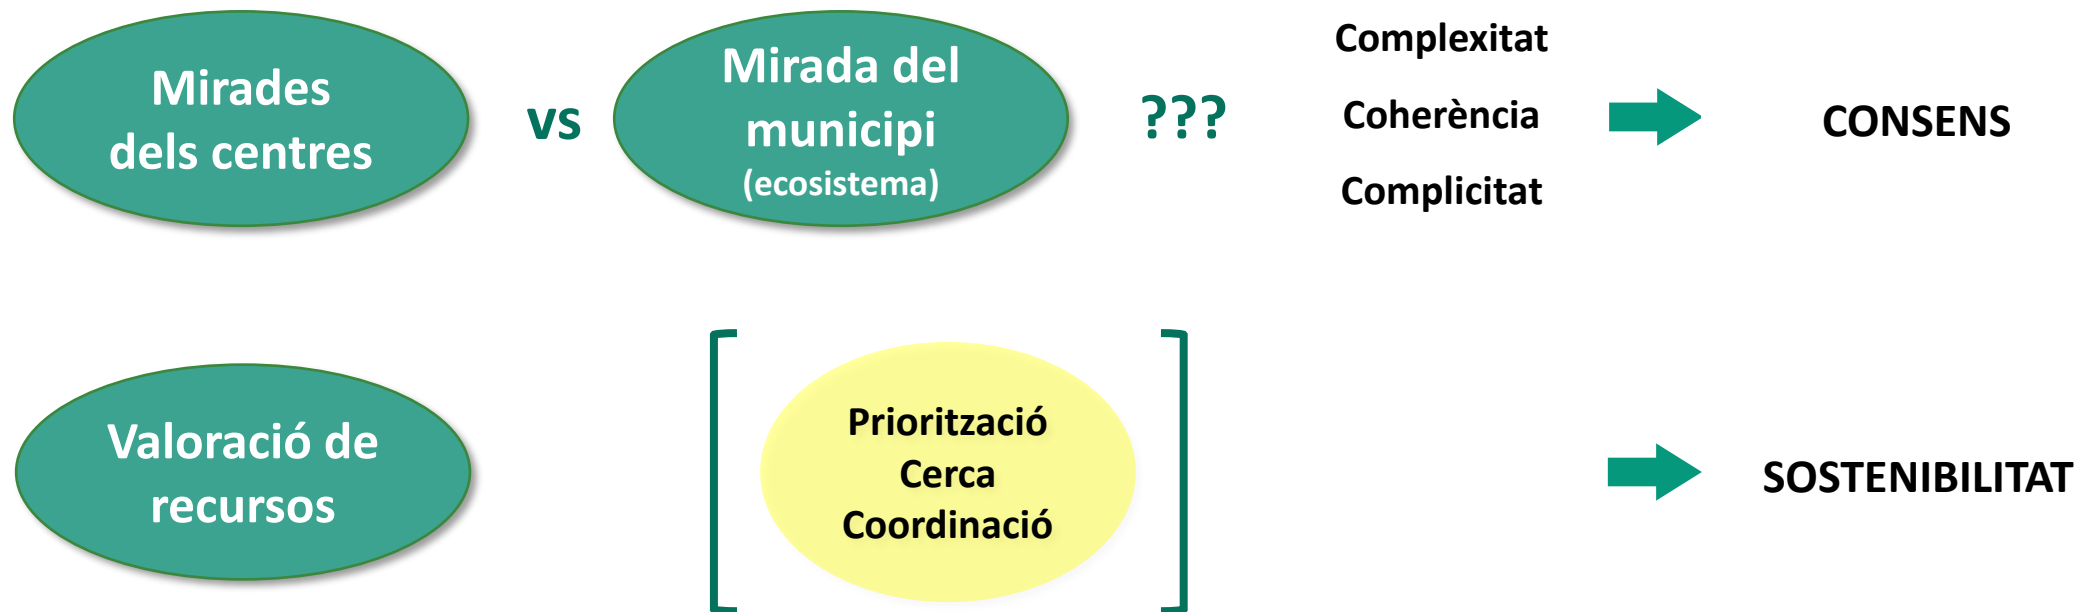 Mirades
dels centres
vs
Mirada del
municipi
(ecosistema)
???
Complexitat
Coherència
Complicitat
CONSENS
Valoració de
recursos
Priorització
Cerca
Coordinació
SOSTENIBILITAT